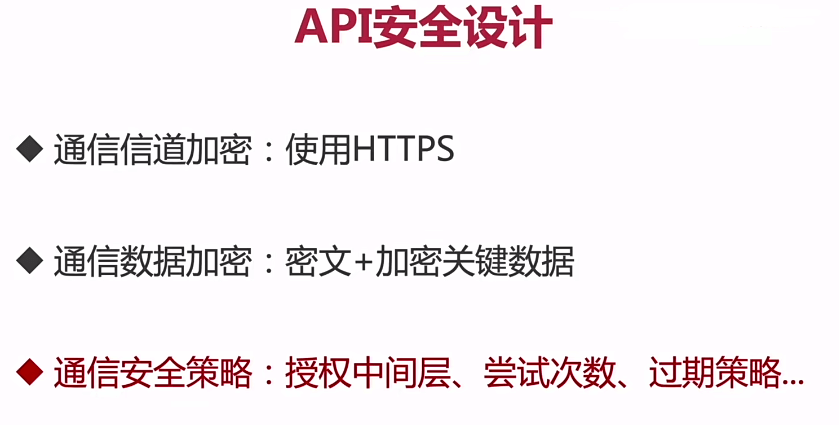 API安全设计
◆ 通信信道加密：使用HTTPS
◆ 通信数据加密：密文+加密关键数据
◆ 通信安全策略：授权中间层、尝试次数、过期策略...